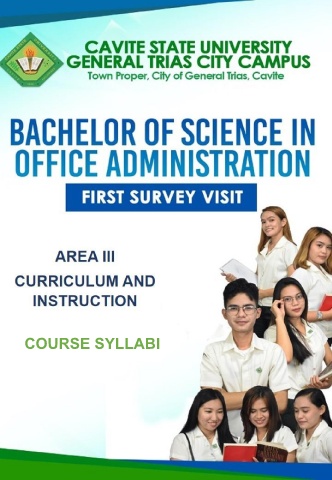 CAVITE STATE UNIVERSITY
GENERAL TRIAS CITY CAMPUS
Town Proper, City of General Trias, Cavite
BACHELOR OF SCIENCE IN
OFFICE ADMINISTRATION
FIRST SURVEY VISIT
AREA III
CURRICULUM AND
INSTRUCTION
COURSE SYLLABI